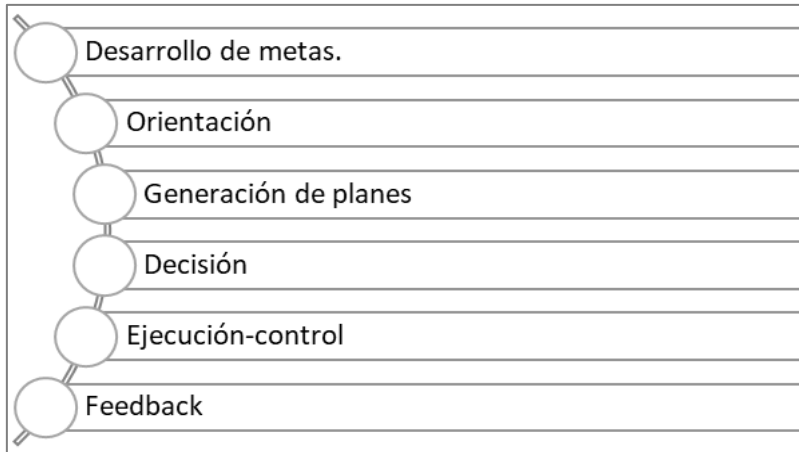 Desarrollo de metas.
Orientación
Generación de planes
Decisión
Ejecución-control
Feedback